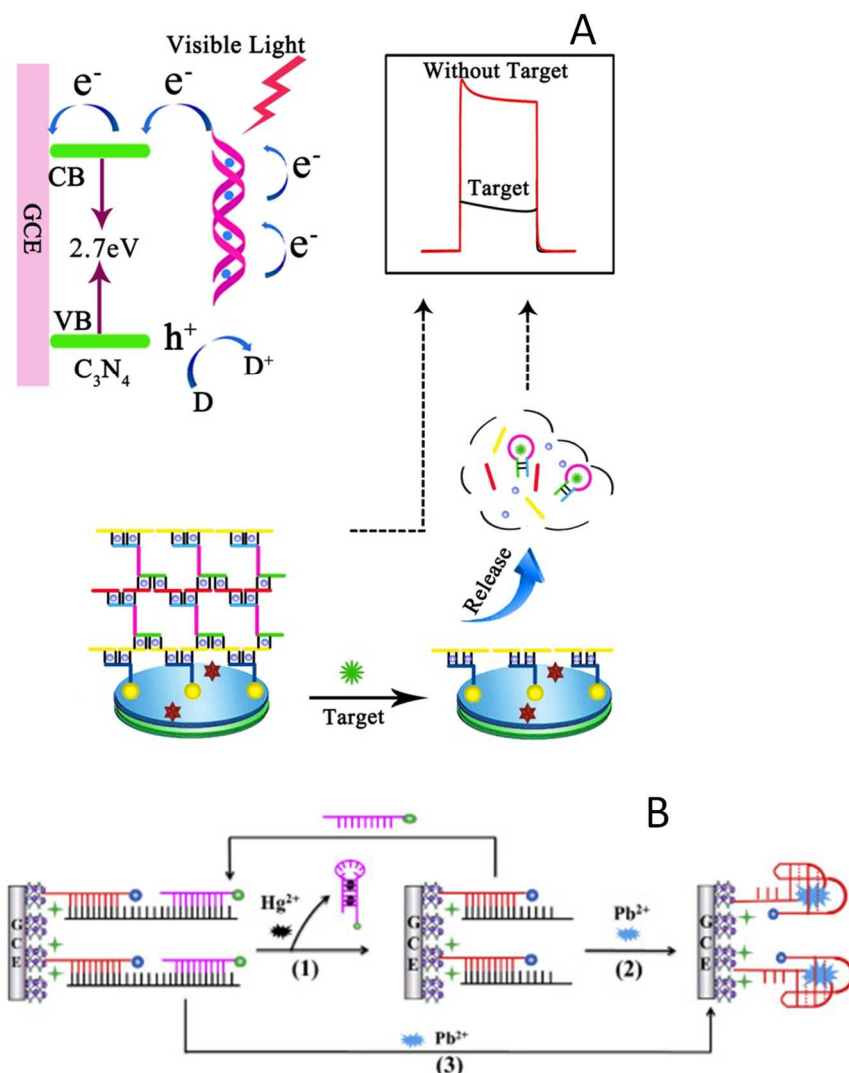 A
Visible Light
e⁻
e⁻
CB
e⁻
GCE
2.7eV
e⁻
VB
h⁺
C₃N₄
D⁺
D
Without Target
Target
Release
Target
B
GCE
Hg²⁺
(1)
GCE
Pb²⁺
(2)
GCE
Pb²⁺
(3)